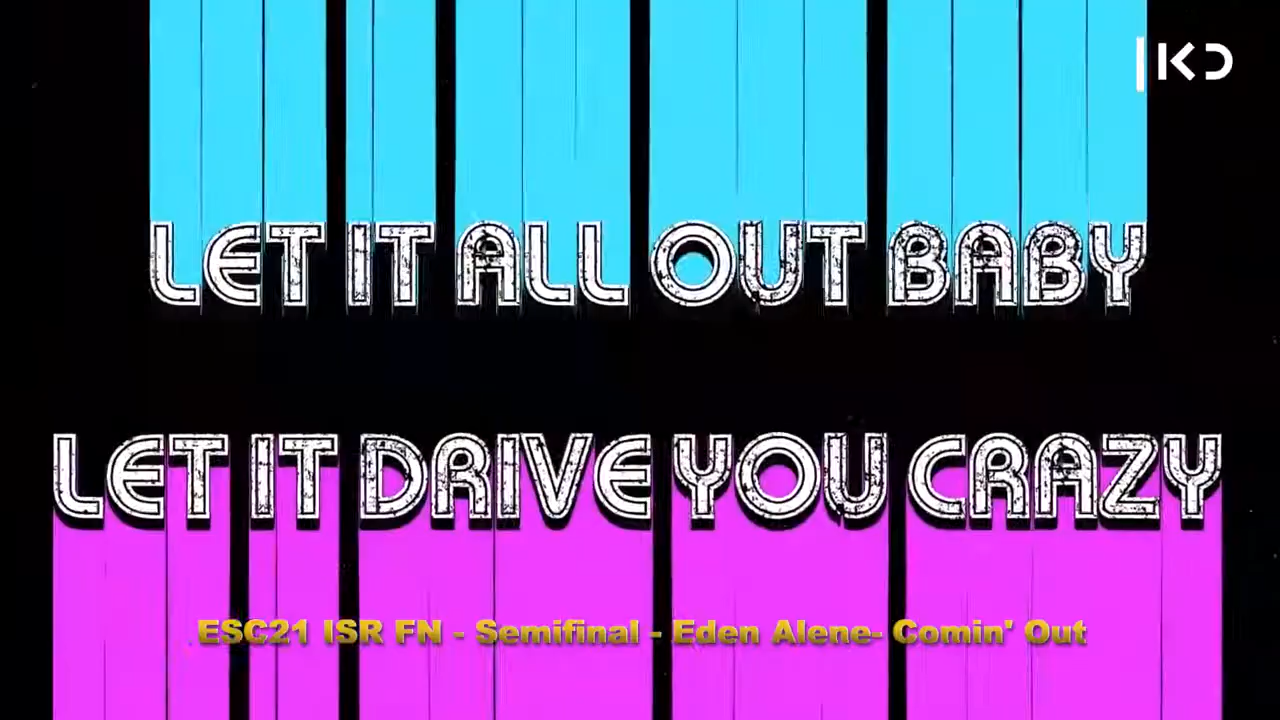 LET IT ALL OUT BABY
LET IT DRIVE YOU CRAZY
ESC21 ISR FN - Semifinal - Eden Alene- Comin' Out